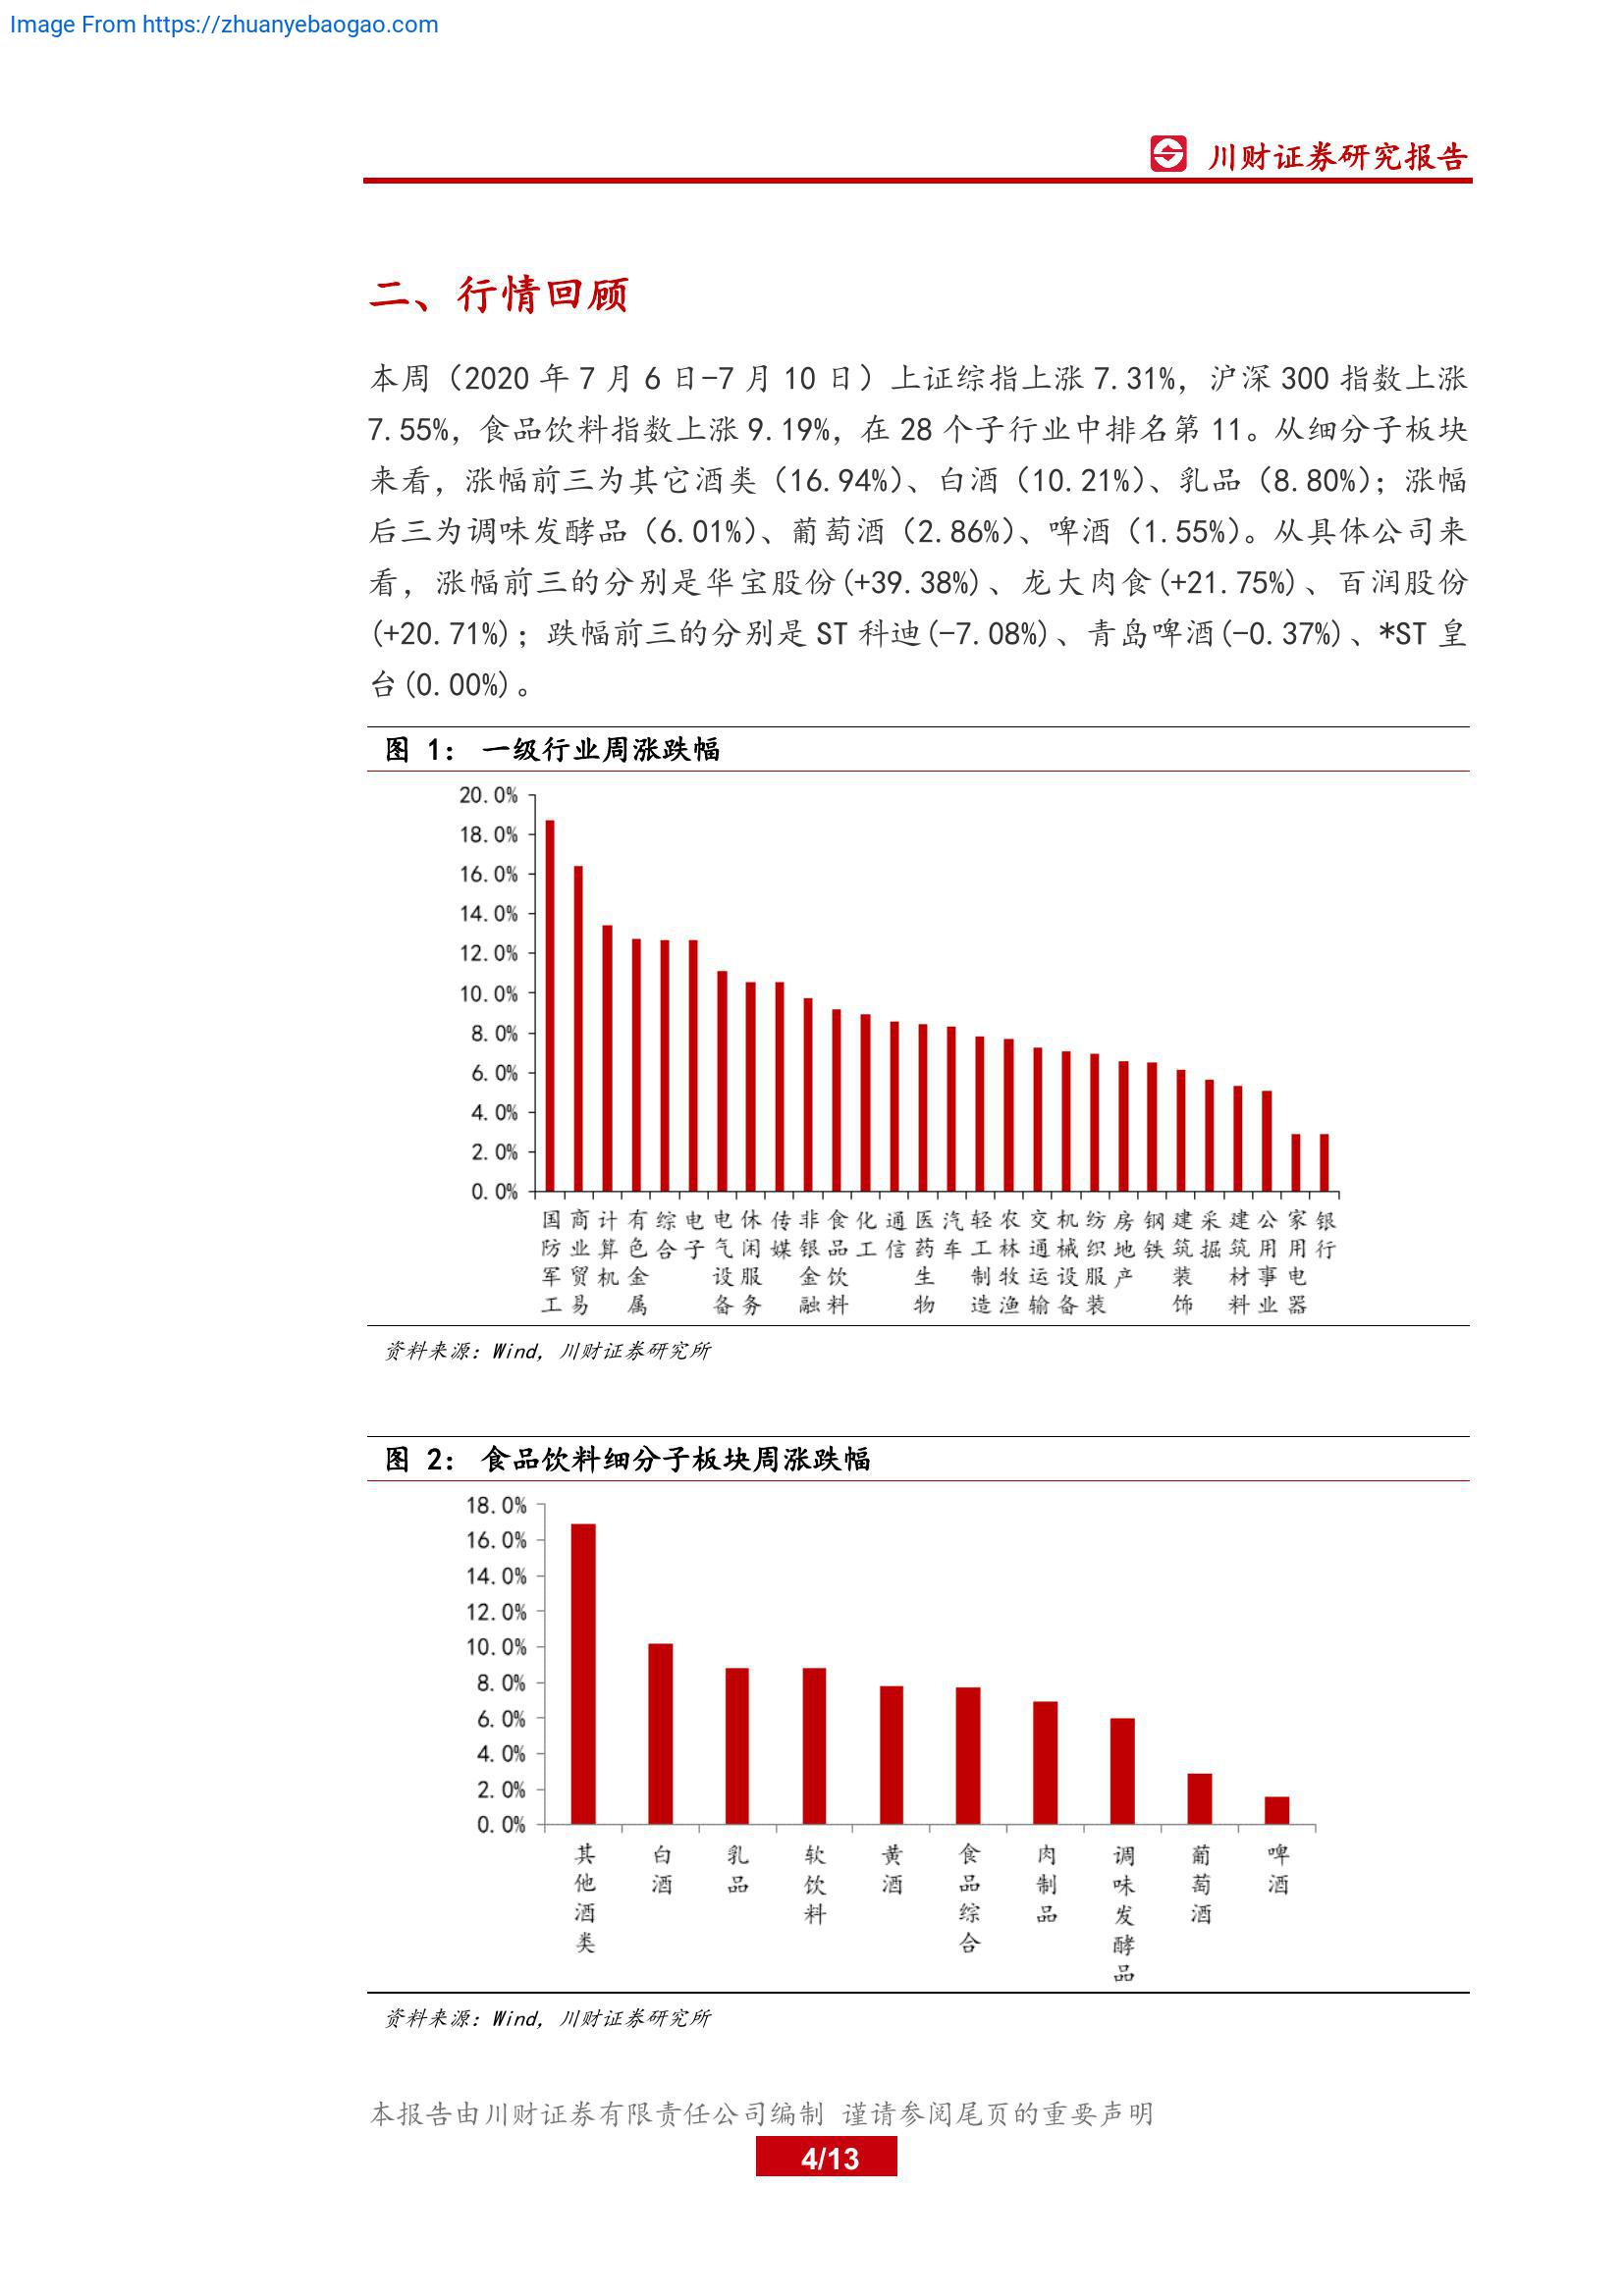 Image From https://zhuanyebaogao.com
川财证券研究报告
二、行情回顾
本周（2020 年 7 月 6 日-7 月 10 日）上证综指上涨 7.31%，沪深 300 指数上涨
7.55%，食品饮料指数上涨 9.19%，在 28 个子行业中排名第 11。从细分子板块
来看，涨幅前三为其它酒类（16.94%）、白酒（10.21%）、乳品（8.80%）；涨幅
后三为调味发酵品（6.01%）、葡萄酒（2.86%）、啤酒（1.55%）。从具体公司来
看，涨幅前三的分别是华宝股份(+39.38%)、龙大肉食(+21.75%)、百润股份
(+20.71%)；跌幅前三的分别是 ST 科迪(-7.08%)、青岛啤酒(-0.37%)、*ST 皇
台(0.00%)。
图 1： 一级行业周涨跌幅
20.0%
18.0%
16.0%
14.0%
12.0%
10.0%
8.0%
6.0%
4.0%
2.0%
0.0%
国防军工
商业贸易
计算机
有色金属
综合
电子
电气设备
休闲服务
传媒
非银金融
食品饮料
化工
通信
医药生物
汽车
轻工制造
农林牧渔
交通运输
机械设备
纺织服装
房地产
钢铁
建筑装饰
采掘
建筑材料
公用事业
家用电器
银行
资料来源：Wind，川财证券研究所
图 2： 食品饮料细分子板块周涨跌幅
18.0%
16.0%
14.0%
12.0%
10.0%
8.0%
6.0%
4.0%
2.0%
0.0%
其他酒类
白酒
乳品
软饮料
黄酒
食品综合
肉制品
调味发酵品
葡萄酒
啤酒
资料来源：Wind，川财证券研究所
本报告由川财证券有限责任公司编制 谨请参阅尾页的重要声明
4/13